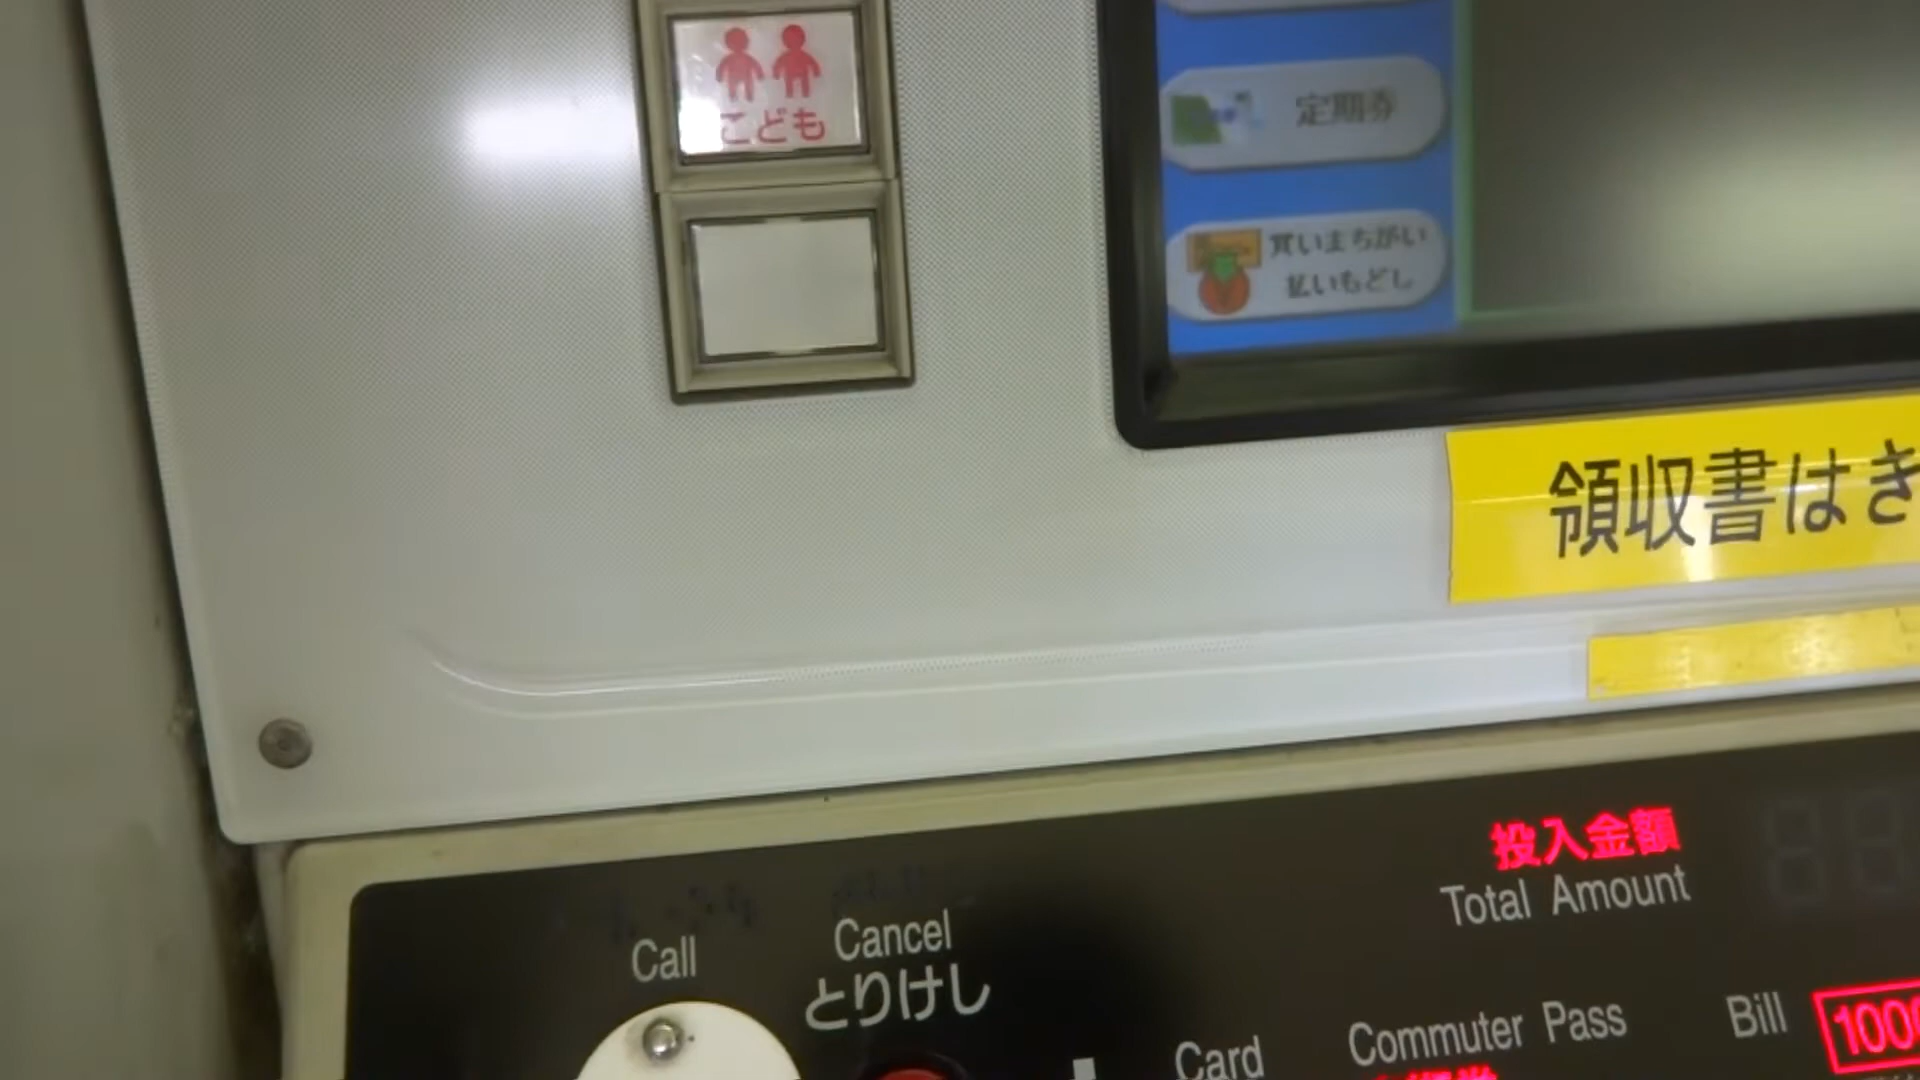 こども
定期券
買いまちがい
払いもどし
領収書はき
投入金額
Total Amount
Call
Cancel
とりけし
Card
Commuter Pass
Bill
1000